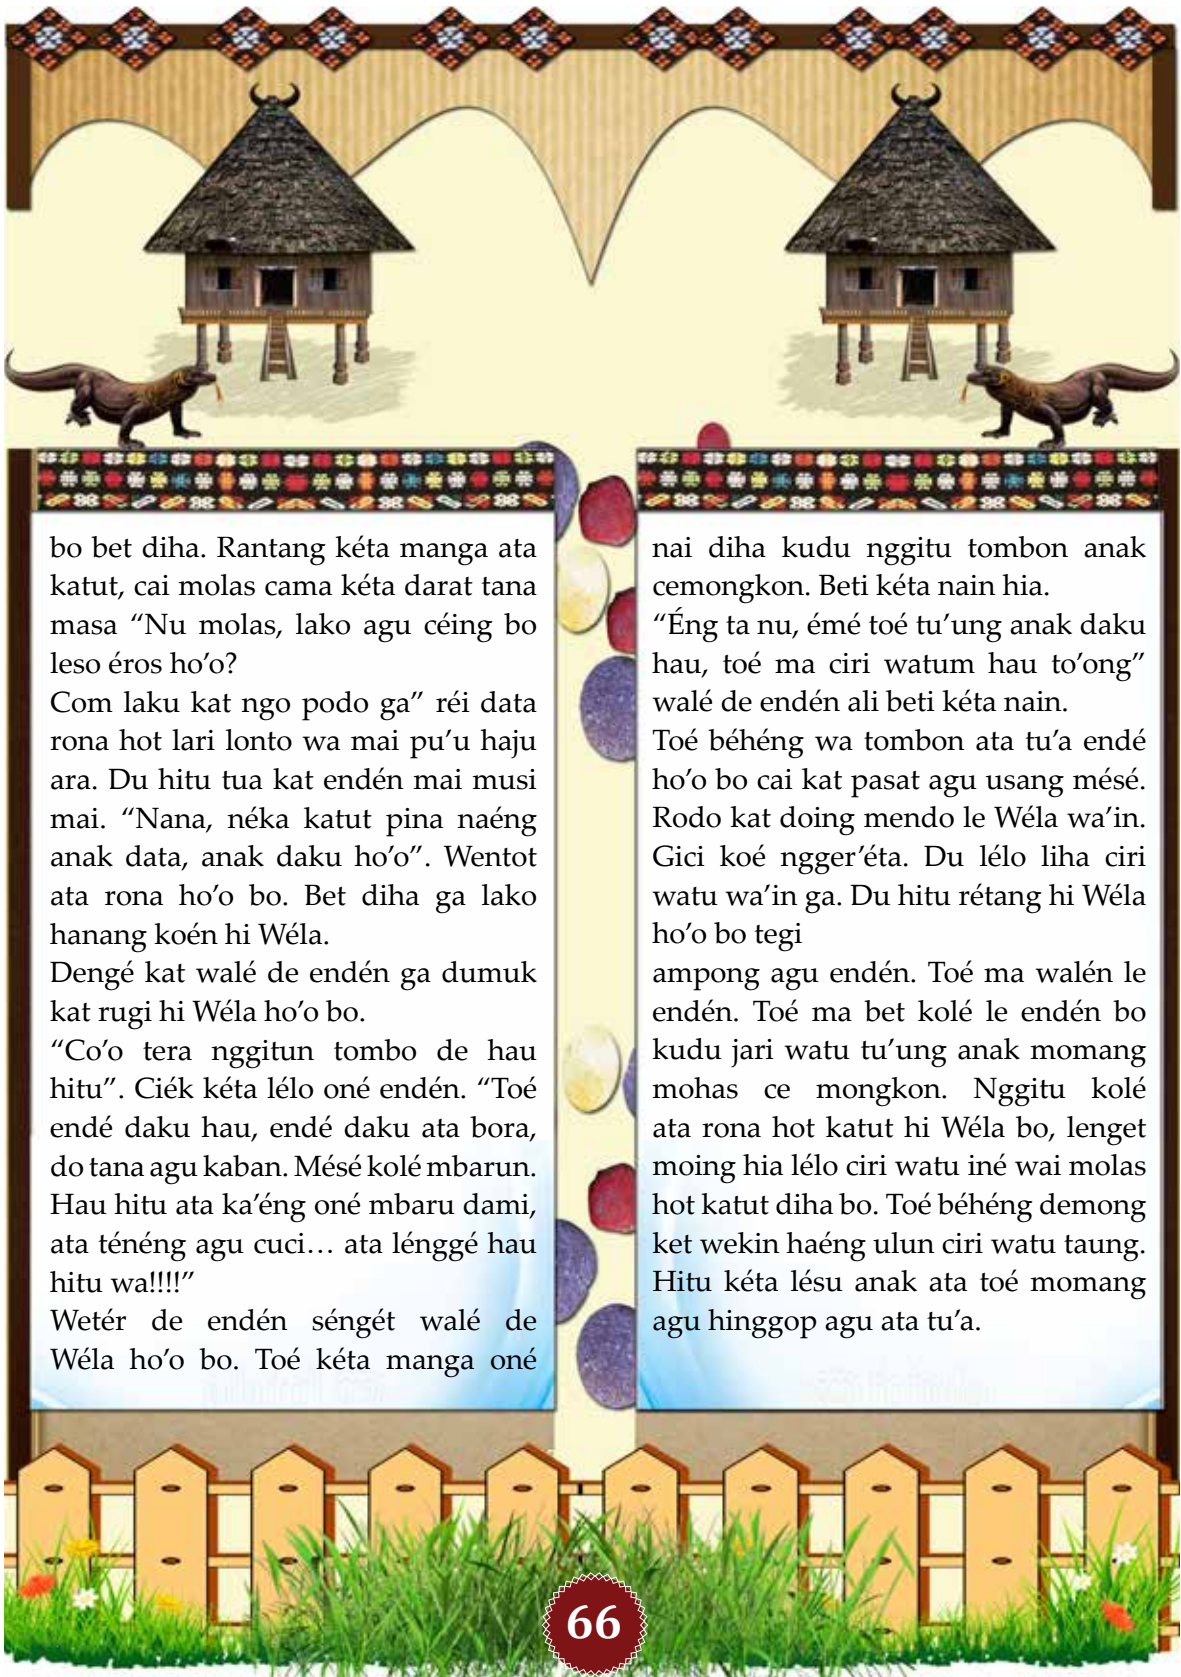 bo bet diha. Rantang kéta manga ata
katut, cai molas cama kéta darat tana
masa “Nu molas, lako agu céing bo
leso éros ho’o?
Com laku kat ngo podo ga” réi data
rona hot lari lonto wa mai pu’u haju
ara. Du hitu tua kat endén mai musi
mai. “Nana, néka katut pina naéng
anak data, anak daku ho’o”. Wentot
ata rona ho’o bo. Bet diha ga lako
hanang koén hi Wéla.
Dengé kat walé de endén ga dumuk
kat rugi hi Wéla ho’o bo.
“Co’o tera nggitun tombo de hau
hitu”. Ciék kéta lélo oné endén. “Toé
endé daku hau, endé daku ata bora,
do tana agu kaban. Mésé kolé mbarun.
Hau hitu ata ka’éng oné mbaru dami,
ata ténéng agu cuci… ata lénggé hau
hitu wa!!!!”
Wetér de endén séngét walé de
Wéla ho’o bo. Toé kéta manga oné
nai diha kudu nggitu tombon anak
cemongkon. Beti kéta nain hia.
“Éng ta nu, émé toé tu’ung anak daku
hau, toé ma ciri watum hau to’ong”
walé de endén ali beti kéta nain.
Toé béhéng wa tombon ata tu’a endé
ho’o bo cai kat pasat agu usang mésé.
Rodo kat doing mendo le Wéla wa’in.
Gici koé ngger’éta. Du lélo liha ciri
watu wa’in ga. Du hitu rétang hi Wéla
ho’o bo tegi
ampong agu endén. Toé ma walén le
endén. Toé ma bet kolé le endén bo
kudu jari watu tu’ung anak momang
mohas ce mongkon. Nggitu kolé
ata rona hot katut hi Wéla bo, lenget
moing hia lélo ciri watu iné wai molas
hot katut diha bo. Toé béhéng demong
ket wekin haéng ulun ciri watu taung.
Hitu kéta lésu anak ata toé momang
agu hinggop agu ata tu’a.
66